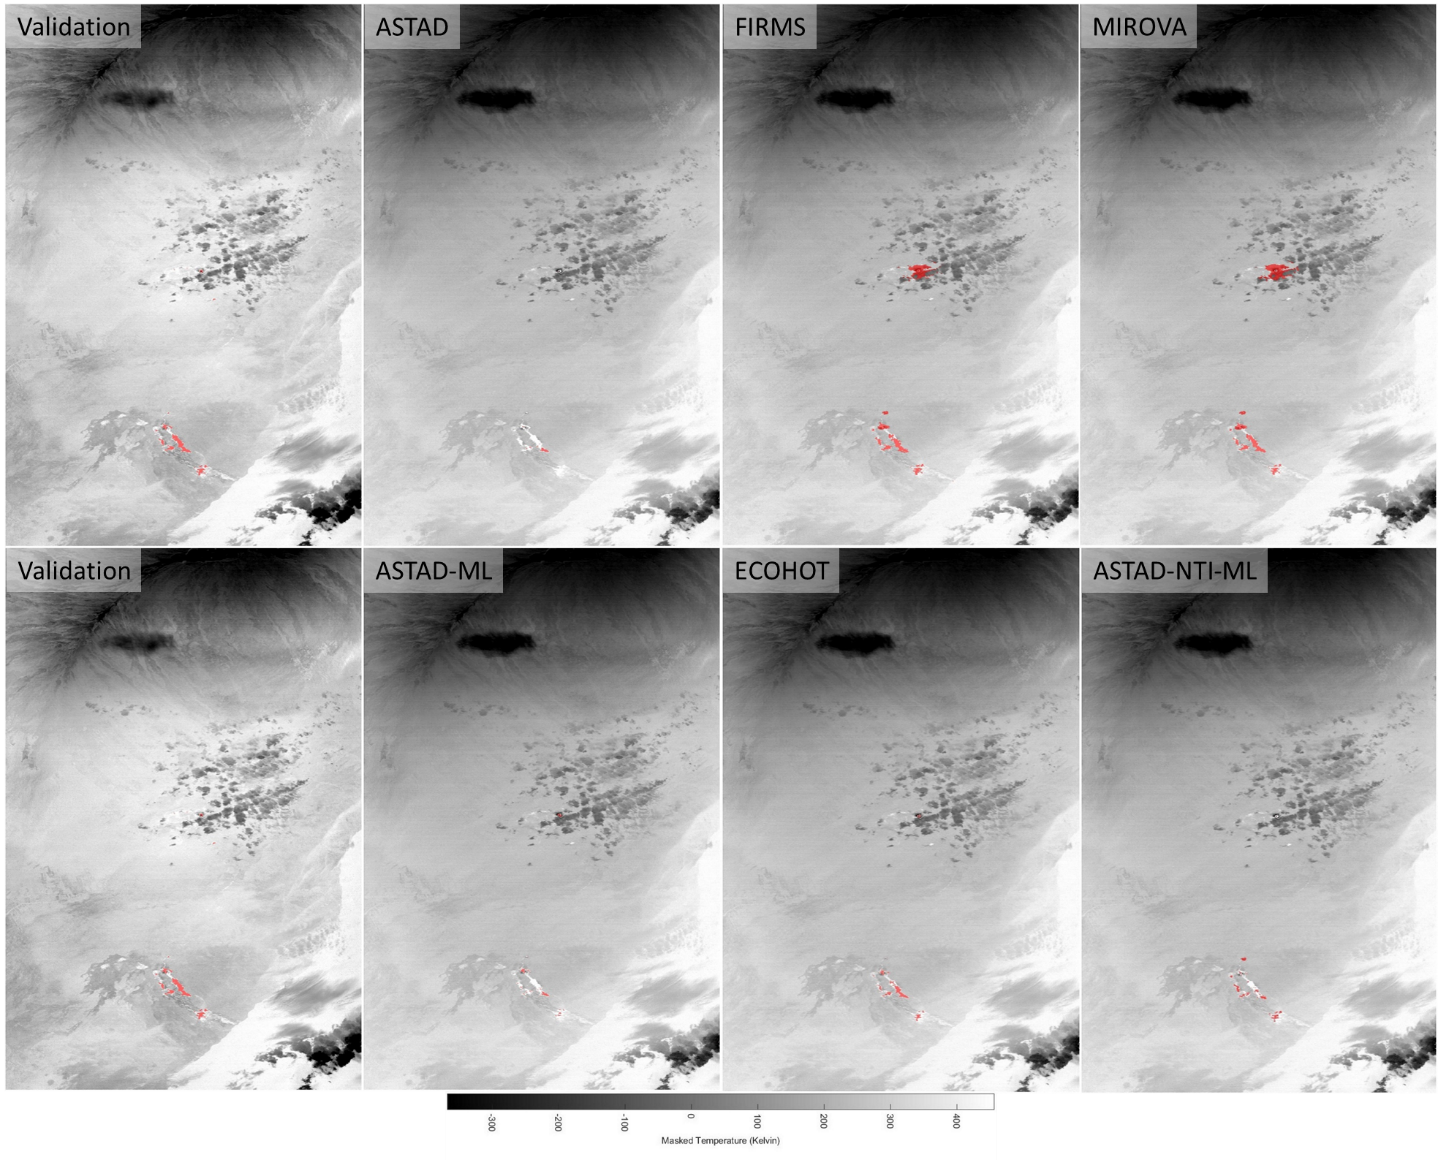 Validation
ASTAD
FIRMS
MIROVA
Validation
ASTAD-ML
ECOHOT
ASTAD-NTI-ML
-300
-200
-100
0
100
200
300
400
Masked Temperature (Kelvin)